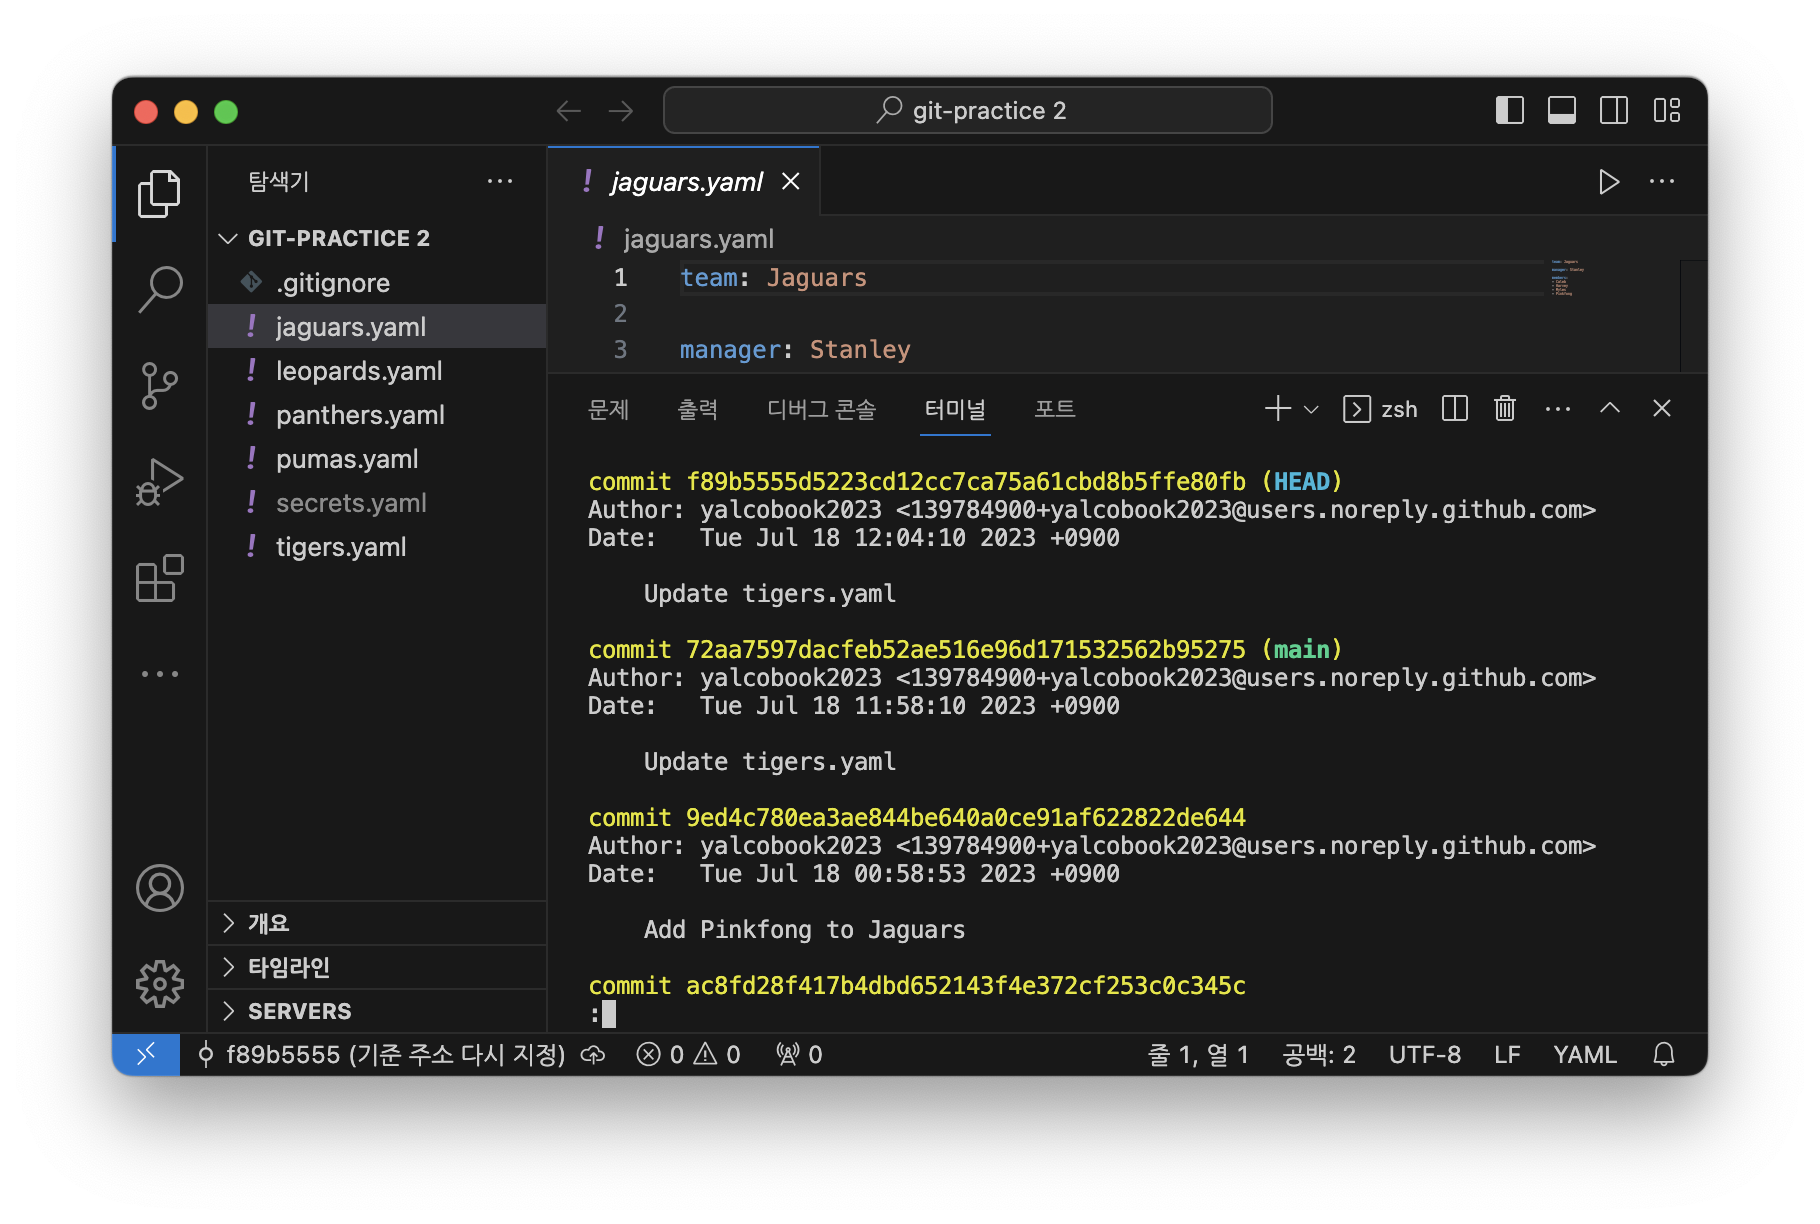 git-practice 2
탐색기
GIT-PRACTICE 2
.gitignore
! jaguars.yaml
! leopards.yaml
! panthers.yaml
! pumas.yaml
! secrets.yaml
! tigers.yaml
개요
타임라인
SERVERS
! jaguars.yaml
! jaguars.yaml
1 team: Jaguars
2
3 manager: Stanley
문제 출력 디버그 콘솔 터미널 포트 zsh
commit f89b5555d5223cd12cc7ca75a61cbd8b5ffe80fb (HEAD)
Author: yalcobook2023 <139784900+yalcobook2023@users.noreply.github.com>
Date: Tue Jul 18 12:04:10 2023 +0900
Update tigers.yaml
commit 72aa7597dacfeb52ae516e96d171532562b95275 (main)
Author: yalcobook2023 <139784900+yalcobook2023@users.noreply.github.com>
Date: Tue Jul 18 11:58:10 2023 +0900
Update tigers.yaml
commit 9ed4c780ea3ae844be640a0ce91af622822de644
Author: yalcobook2023 <139784900+yalcobook2023@users.noreply.github.com>
Date: Tue Jul 18 00:58:53 2023 +0900
Add Pinkfong to Jaguars
commit ac8fd28f417b4dbd652143f4e372cf253c0c345c
:
f89b5555 (기준 주소 다시 지정) 0 0 0 줄 1, 열 1 공백: 2 UTF-8 LF YAML